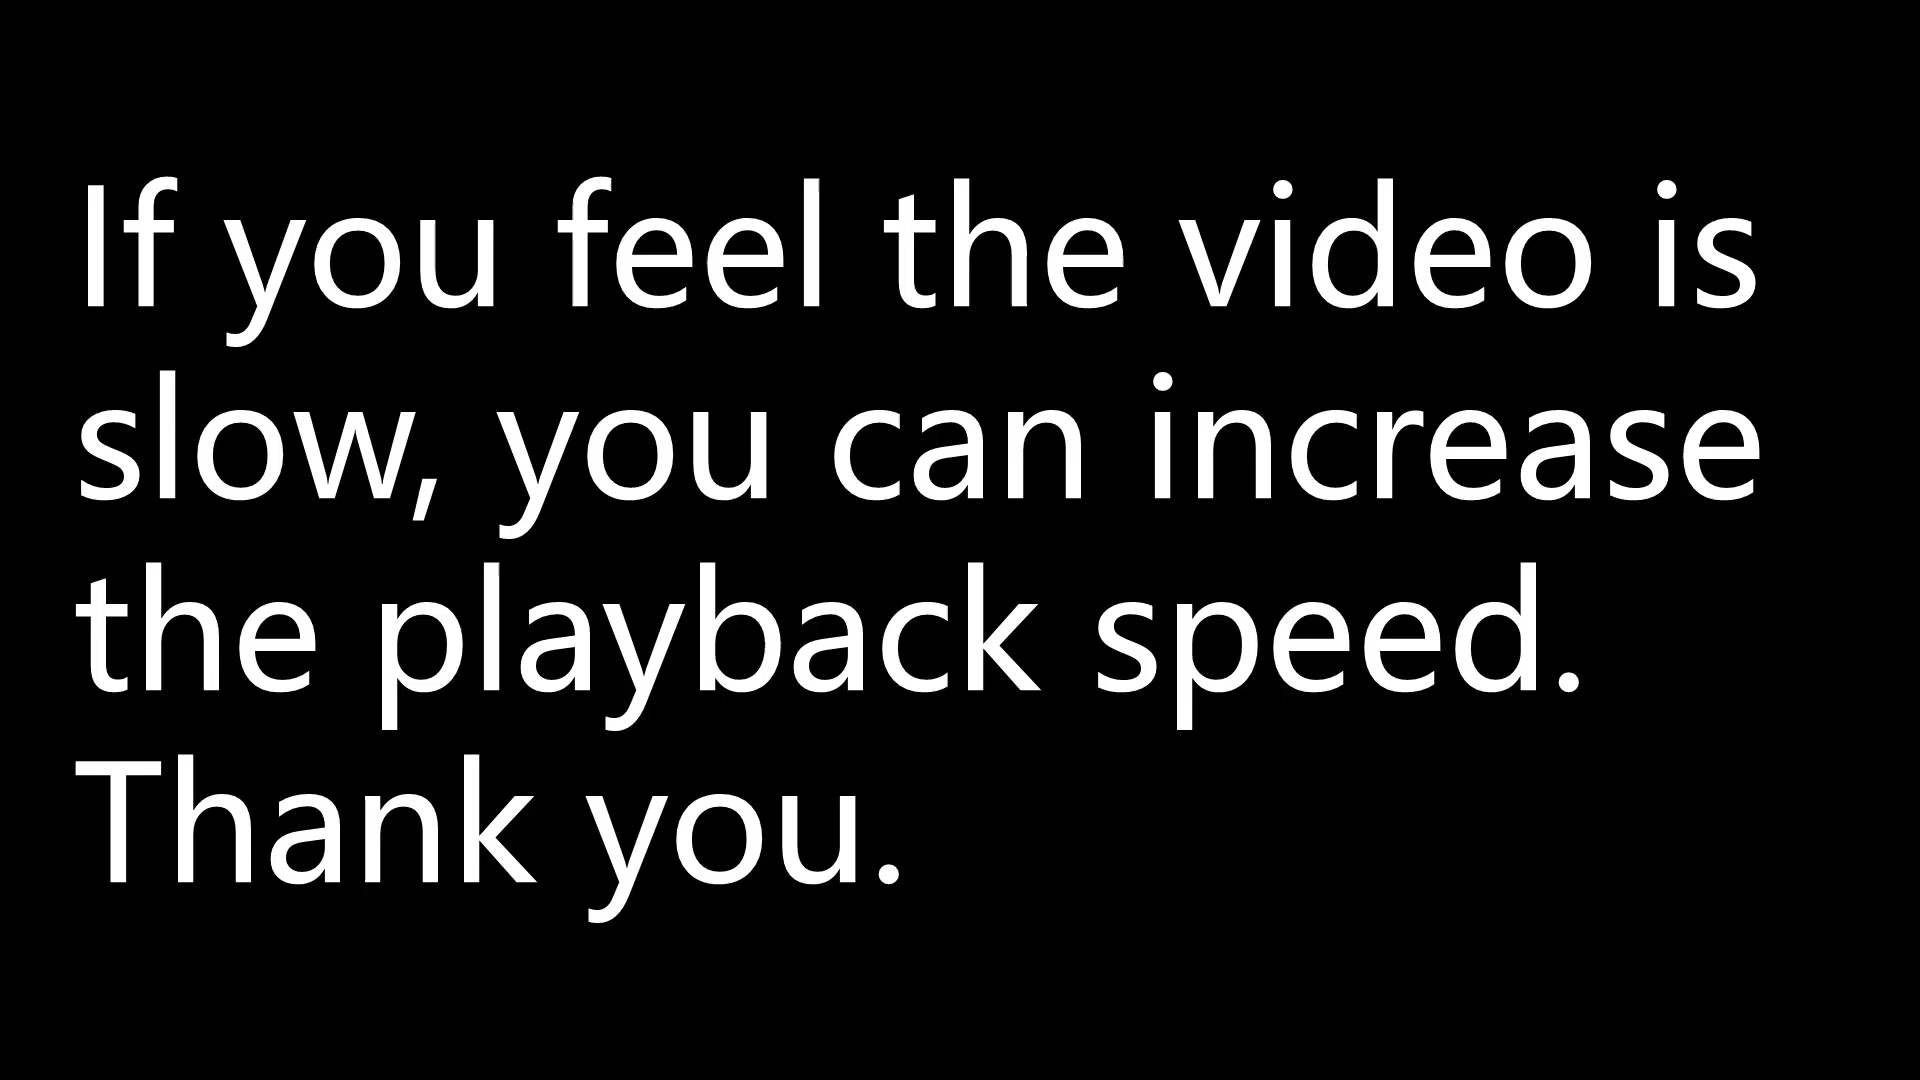 If you feel the video is
slow, you can increase
the playback speed.
Thank you.